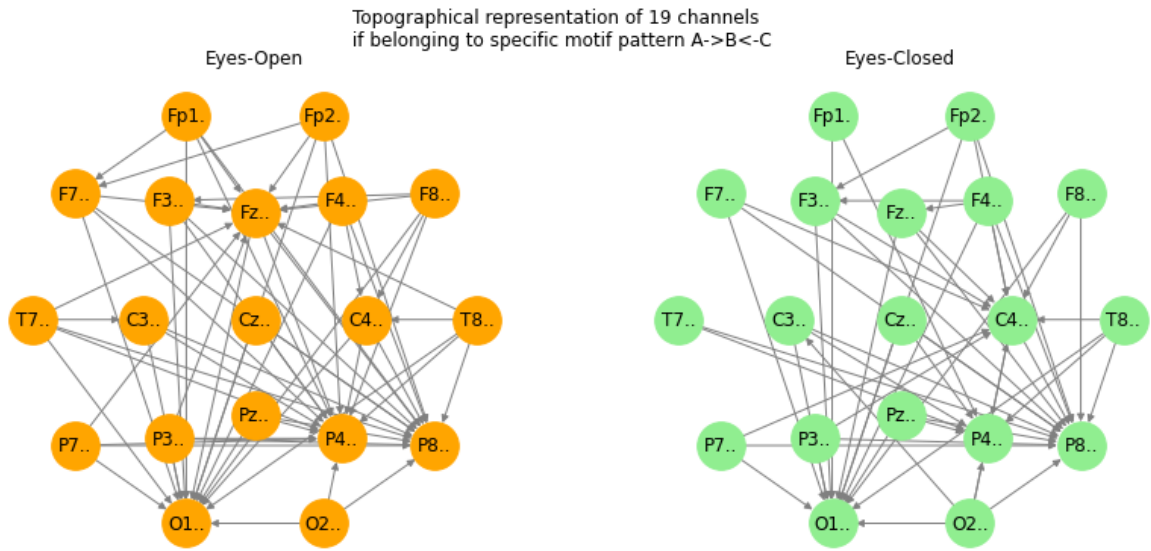 Topographical representation of 19 channels
if belonging to specific motif pattern A->B<-C
Eyes-Open
Eyes-Closed
Fp1.
Fp2.
Fp1.
Fp2.
F7..
F3..
Fz..
F4..
F8..
F7..
F3..
Fz..
F4..
F8..
T7..
C3..
Cz..
C4..
T8..
T7..
C3..
Cz..
C4..
T8..
P7..
P3..
Pz..
P4..
P8..
P7..
P3..
Pz..
P4..
P8..
O1..
O2..
O1..
O2..